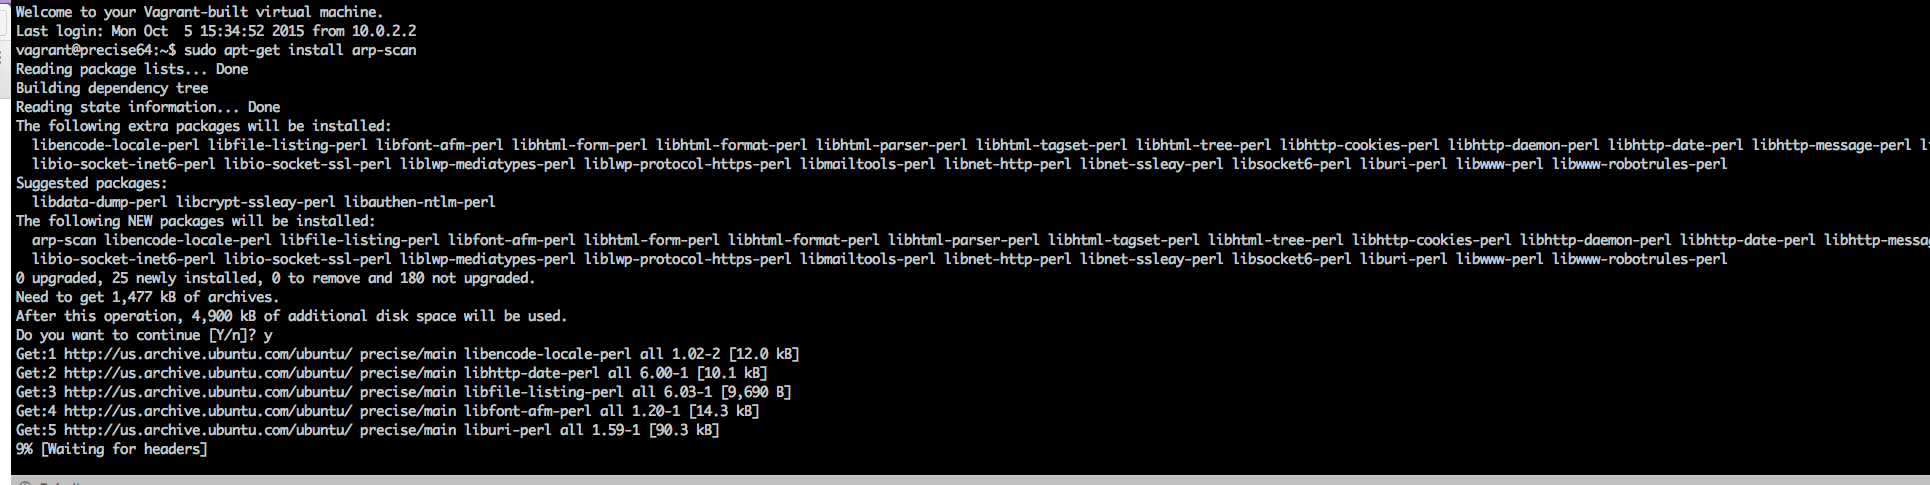 Welcome to your Vagrant-built virtual machine.
Last login: Mon Oct  5 15:34:52 2015 from 10.0.2.2
vagrant@precise64:~$ sudo apt-get install arp-scan
Reading package lists... Done
Building dependency tree
Reading state information... Done
The following extra packages will be installed:
  libencode-locale-perl libfile-listing-perl libfont-afm-perl libhtml-form-perl libhtml-format-perl libhtml-parser-perl libhtml-tagset-perl libhtml-tree-perl libhttp-cookies-perl libhttp-daemon-perl libhttp-date-perl libhttp-message-perl
  libio-socket-inet6-perl libio-socket-ssl-perl liblwp-mediatypes-perl liblwp-protocol-https-perl libmailtools-perl libnet-http-perl libnet-ssleay-perl libsocket6-perl liburi-perl libwww-perl libwww-robotrules-perl
Suggested packages:
  libdata-dump-perl libcrypt-ssleay-perl libauthen-ntlm-perl
The following NEW packages will be installed:
  arp-scan libencode-locale-perl libfile-listing-perl libfont-afm-perl libhtml-form-perl libhtml-format-perl libhtml-parser-perl libhtml-tagset-perl libhtml-tree-perl libhttp-cookies-perl libhttp-daemon-perl libhttp-date-perl libhttp-messag
  libio-socket-inet6-perl libio-socket-ssl-perl liblwp-mediatypes-perl liblwp-protocol-https-perl libmailtools-perl libnet-http-perl libnet-ssleay-perl libsocket6-perl liburi-perl libwww-perl libwww-robotrules-perl
0 upgraded, 25 newly installed, 0 to remove and 180 not upgraded.
Need to get 1,477 kB of archives.
After this operation, 4,900 kB of additional disk space will be used.
Do you want to continue [Y/n]? y
Get:1 http://us.archive.ubuntu.com/ubuntu/ precise/main libencode-locale-perl all 1.02-2 [12.0 kB]
Get:2 http://us.archive.ubuntu.com/ubuntu/ precise/main libhttp-date-perl all 6.00-1 [10.1 kB]
Get:3 http://us.archive.ubuntu.com/ubuntu/ precise/main libfile-listing-perl all 6.03-1 [9,690 B]
Get:4 http://us.archive.ubuntu.com/ubuntu/ precise/main libfont-afm-perl all 1.20-1 [14.3 kB]
Get:5 http://us.archive.ubuntu.com/ubuntu/ precise/main liburi-perl all 1.59-1 [90.3 kB]
9% [Waiting for headers]